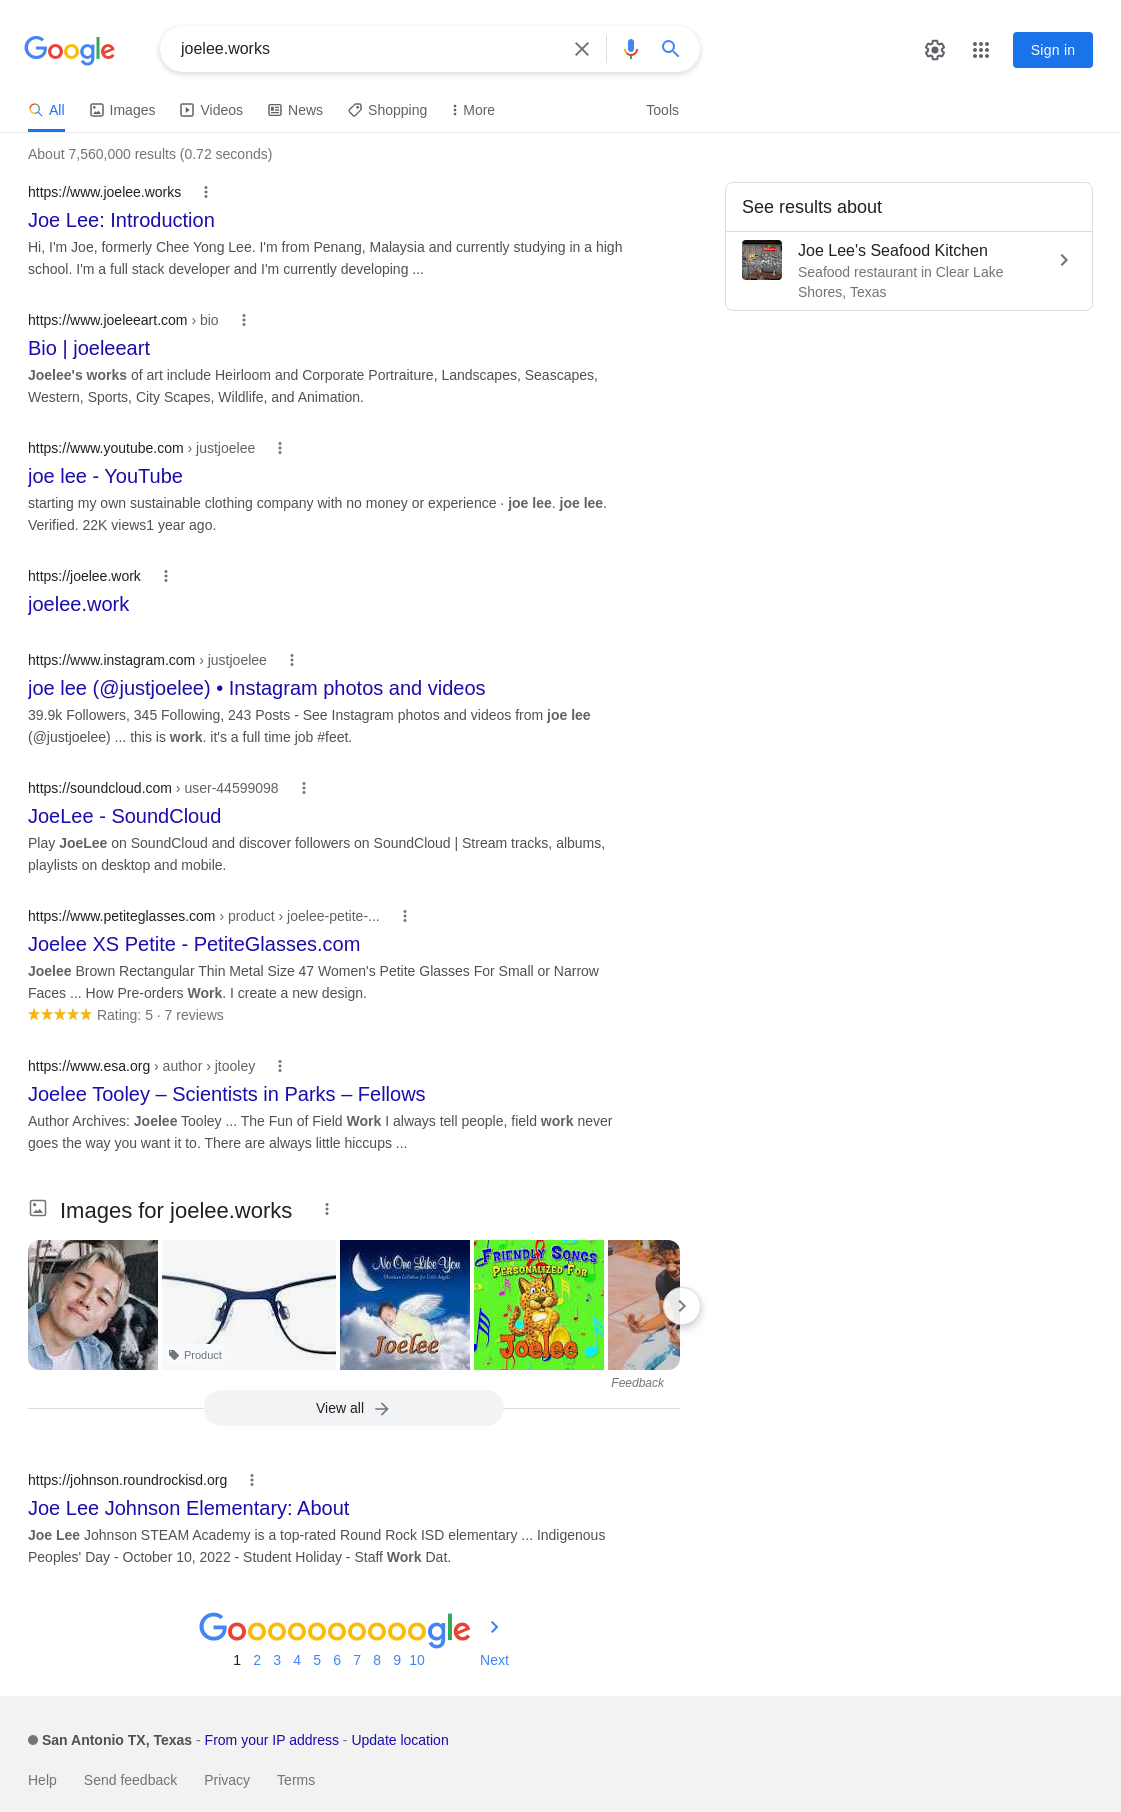 Google
joelee.works
Sign in
All
Images
Videos
News
Shopping
More
Tools
About 7,560,000 results (0.72 seconds)
https://www.joelee.works
Joe Lee: Introduction
Hi, I'm Joe, formerly Chee Yong Lee. I'm from Penang, Malaysia and currently studying in a high
school. I'm a full stack developer and I'm currently developing ...
See results about
Joe Lee's Seafood Kitchen
Seafood restaurant in Clear Lake
Shores, Texas
https://www.joeleeart.com › bio
Bio | joeleeart
Joelee's works of art include Heirloom and Corporate Portraiture, Landscapes, Seascapes,
Western, Sports, City Scapes, Wildlife, and Animation.
https://www.youtube.com › justjoelee
joe lee - YouTube
starting my own sustainable clothing company with no money or experience · joe lee. joe lee.
Verified. 22K views1 year ago.
https://joelee.work
joelee.work
https://www.instagram.com › justjoelee
joe lee (@justjoelee) • Instagram photos and videos
39.9k Followers, 345 Following, 243 Posts - See Instagram photos and videos from joe lee
(@justjoelee) ... this is work. it's a full time job #feet.
https://soundcloud.com › user-44599098
JoeLee - SoundCloud
Play JoeLee on SoundCloud and discover followers on SoundCloud | Stream tracks, albums,
playlists on desktop and mobile.
https://www.petiteglasses.com › product › joelee-petite-...
Joelee XS Petite - PetiteGlasses.com
Joelee Brown Rectangular Thin Metal Size 47 Women's Petite Glasses For Small or Narrow
Faces ... How Pre-orders Work. I create a new design.
Rating: 5 · 7 reviews
https://www.esa.org › author › jtooley
Joelee Tooley – Scientists in Parks – Fellows
Author Archives: Joelee Tooley ... The Fun of Field Work I always tell people, field work never
goes the way you want it to. There are always little hiccups ...
Images for joelee.works
No One Like You
Christian Lullabies for Little Angels
Joelee
FRIENDLY SONGS
PERSONALIZED FOR
Joelee
Product
Feedback
View all
https://johnson.roundrockisd.org
Joe Lee Johnson Elementary: About
Joe Lee Johnson STEAM Academy is a top-rated Round Rock ISD elementary ... Indigenous
Peoples' Day - October 10, 2022 - Student Holiday - Staff Work Dat.
Goooooooooogle
1 2 3 4 5 6 7 8 9 10 Next
San Antonio TX, Texas - From your IP address - Update location
Help Send feedback Privacy Terms